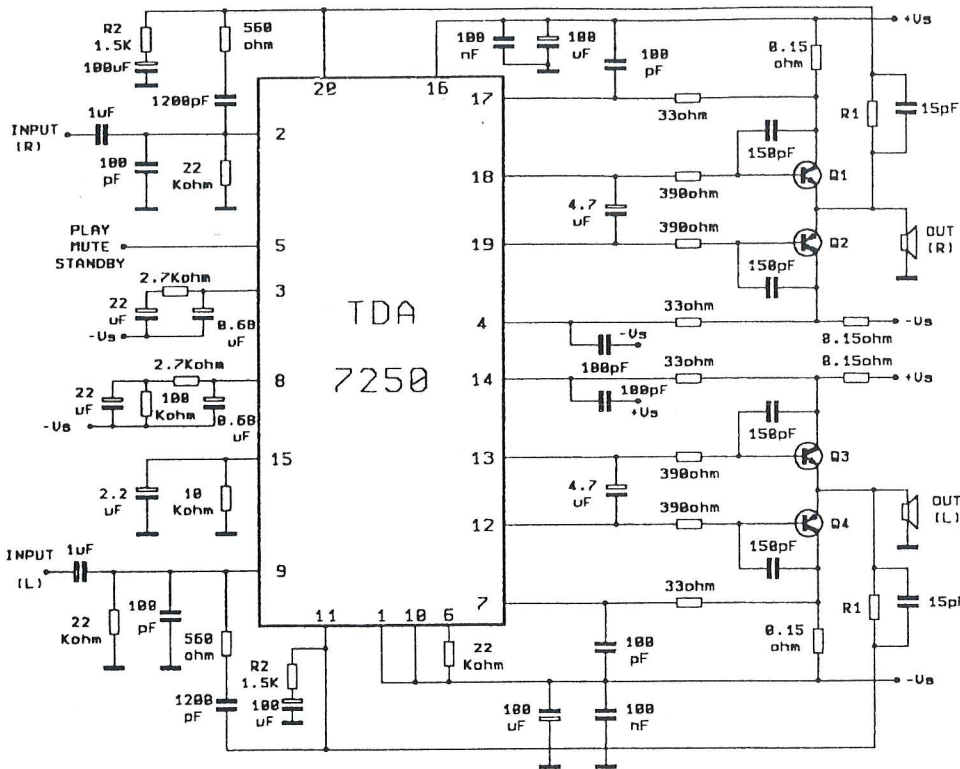 R2
1.5K
100uF
560
ohm
1200pF
1uF
INPUT
(R)
100
pF
22
Kohm
PLAY
MUTE
STANDBY
2.7Kohm
22
uF
-Vs
0.68
uF
2.7Kohm
22
uF
100
Kohm
-Vs
0.68
uF
2.2
uF
10
Kohm
INPUT
(L)
1uF
22
Kohm
100
pF
560
ohm
1200
pF
R2
1.5K
100
uF
20
16
2
5
3
8
15
9
11
1
10
6
17
18
19
4
14
13
12
7
TDA
7250
22
Kohm
100
nF
100
uF
100
pF
+Vs
0.15
ohm
33ohm
R1
15pF
150pF
390ohm
Q1
4.7
uF
390ohm
Q2
150pF
OUT
(R)
33ohm
-Vs
0.15ohm
-Vs
100pF
33ohm
0.15ohm
+Vs
100pF
+Vs
150pF
390ohm
Q3
4.7
uF
390ohm
Q4
150pF
OUT
(L)
33ohm
R1
15pF
0.15
ohm
100
pF
-Vs
100
uF
100
nF